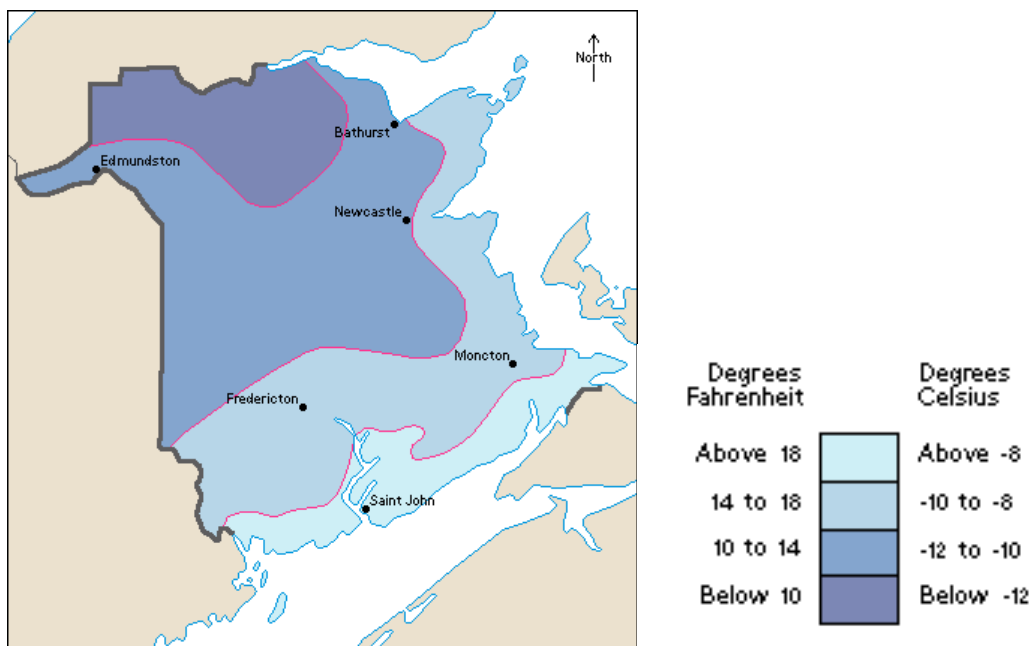 North
Bathurst
Edmundston
Newcastle
Moncton
Fredericton
Saint John
Degrees Fahrenheit
Degrees Celsius
Above 18
Above -8
14 to 18
-10 to -8
10 to 14
-12 to -10
Below 10
Below -12